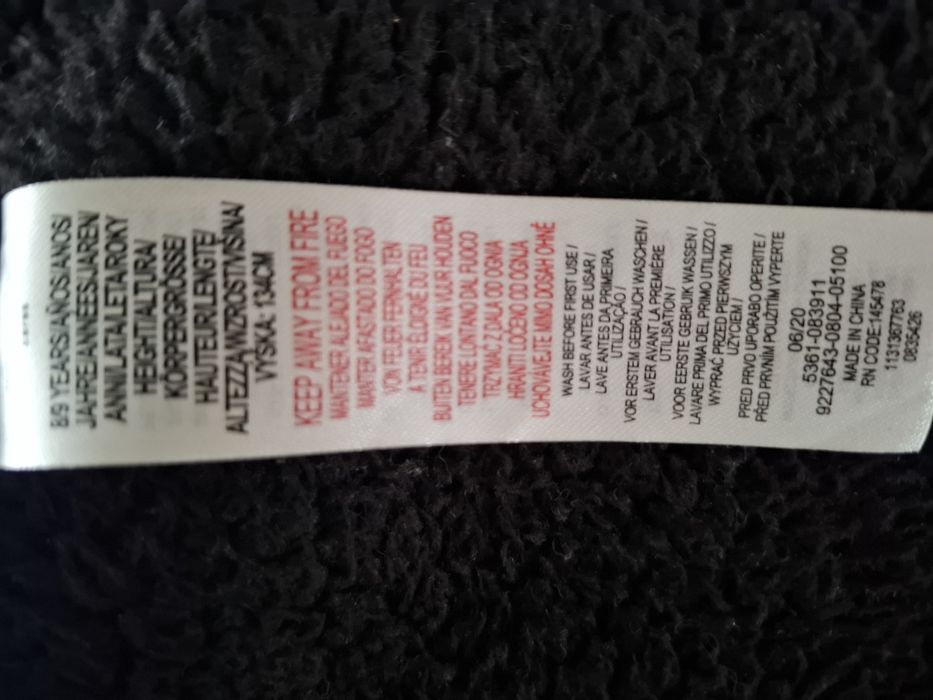 8/9 YEARS/AÑOS/ANOS/
JAHRE/ANNEES/JAREN/
ANNI/LATA/LETA/ROKY
HEIGHT/ALTURA/
KÖRPERGRÖSSE/
HAUTEUR/LENGTE/
ALTEZZA/WZROST/VIŠINA/
VÝSKA: 134CM
KEEP AWAY FROM FIRE
MANTENER ALEJADO DEL FUEGO
MANTER AFASTADO DO FOGO
VON FEUER FERNHALTEN
A TENIR ÉLOIGNÉ DU FEU
BUITEN BEREIK VAN VUUR HOUDEN
TENERE LONTANO DAL FUOCO
TRZYMAĆ Z DALA OD OGNIA
HRANITI LOČENO OD OGNJA
UCHOVÁVEJTE MIMO DOSAH OHNĚ
WASH BEFORE FIRST USE /
LAVAR ANTES DE USAR /
LAVE ANTES DA PRIMEIRA
UTILIZAÇÃO /
VOR ERSTEM GEBRAUCH WASCHEN /
LAVER AVANT LA PREMIÈRE
UTILISATION /
VOOR EERSTE GEBRUIK WASSEN /
LAVARE PRIMA DEL PRIMO UTILIZZO /
WYPRAĆ PRZED PIERWSZYM
UŻYCIEM /
PRED PRVO UPORABO OPERITE /
PŘED PRVNÍM POUŽITÍM VYPERTE
06/20
5361-083911
9227643-0804-05100
MADE IN CHINA
RN CODE:145478
1131367763
0835426